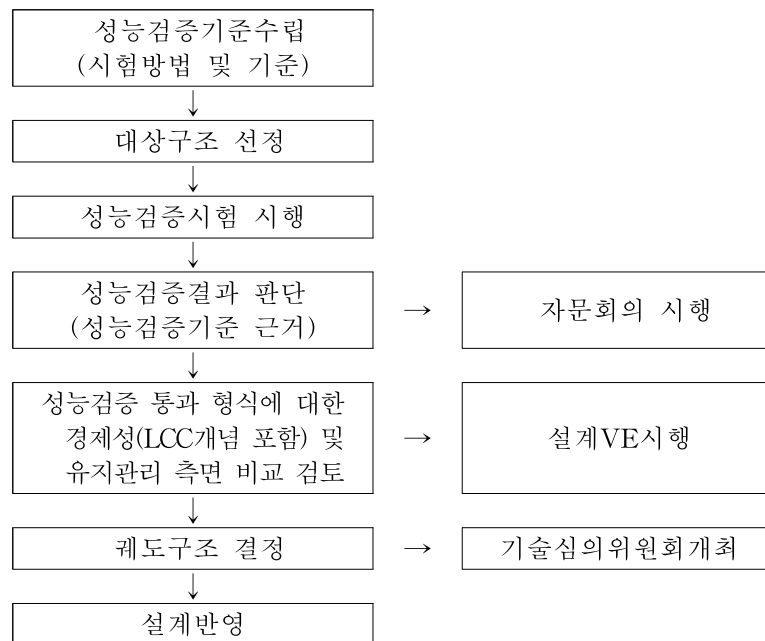 성능검증기준수립
(시험방법 및 기준)
↓
대상구조 선정
↓
성능검증시험 시행
↓
성능검증결과 판단
(성능검증기준 근거)
→
자문회의 시행
↓
성능검증 통과 형식에 대한
경제성(LCC개념 포함) 및
유지관리 측면 비교 검토
→
설계VE시행
↓
궤도구조 결정
→
기술심의위원회개최
↓
설계반영